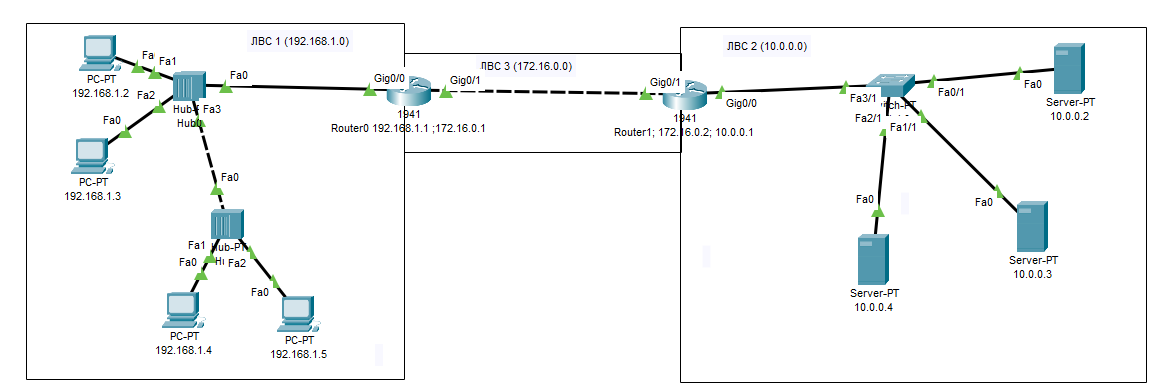 ЛВС 1 (192.168.1.0)
ЛВС 3 (172.16.0.0)
ЛВС 2 (10.0.0.0)
Fa
Fa1
PC-PT
192.168.1.2
Fa2
Fa0
Fa3
Fa0
PC-PT
192.168.1.3
Fa0
Fa1
Hub-PT
Fa0
Fa2
Fa0
PC-PT
192.168.1.4
PC-PT
192.168.1.5
Gig0/0
Gig0/1
1941
Router0 192.168.1.1 ;172.16.0.1
Gig0/1
Gig0/0
1941
Router1; 172.16.0.2; 10.0.0.1
Fa3/1
Fa0/1
Fa2/1
Fa1/1
Fa0
Server-PT
10.0.0.2
Fa0
Server-PT
10.0.0.3
Fa0
Server-PT
10.0.0.4